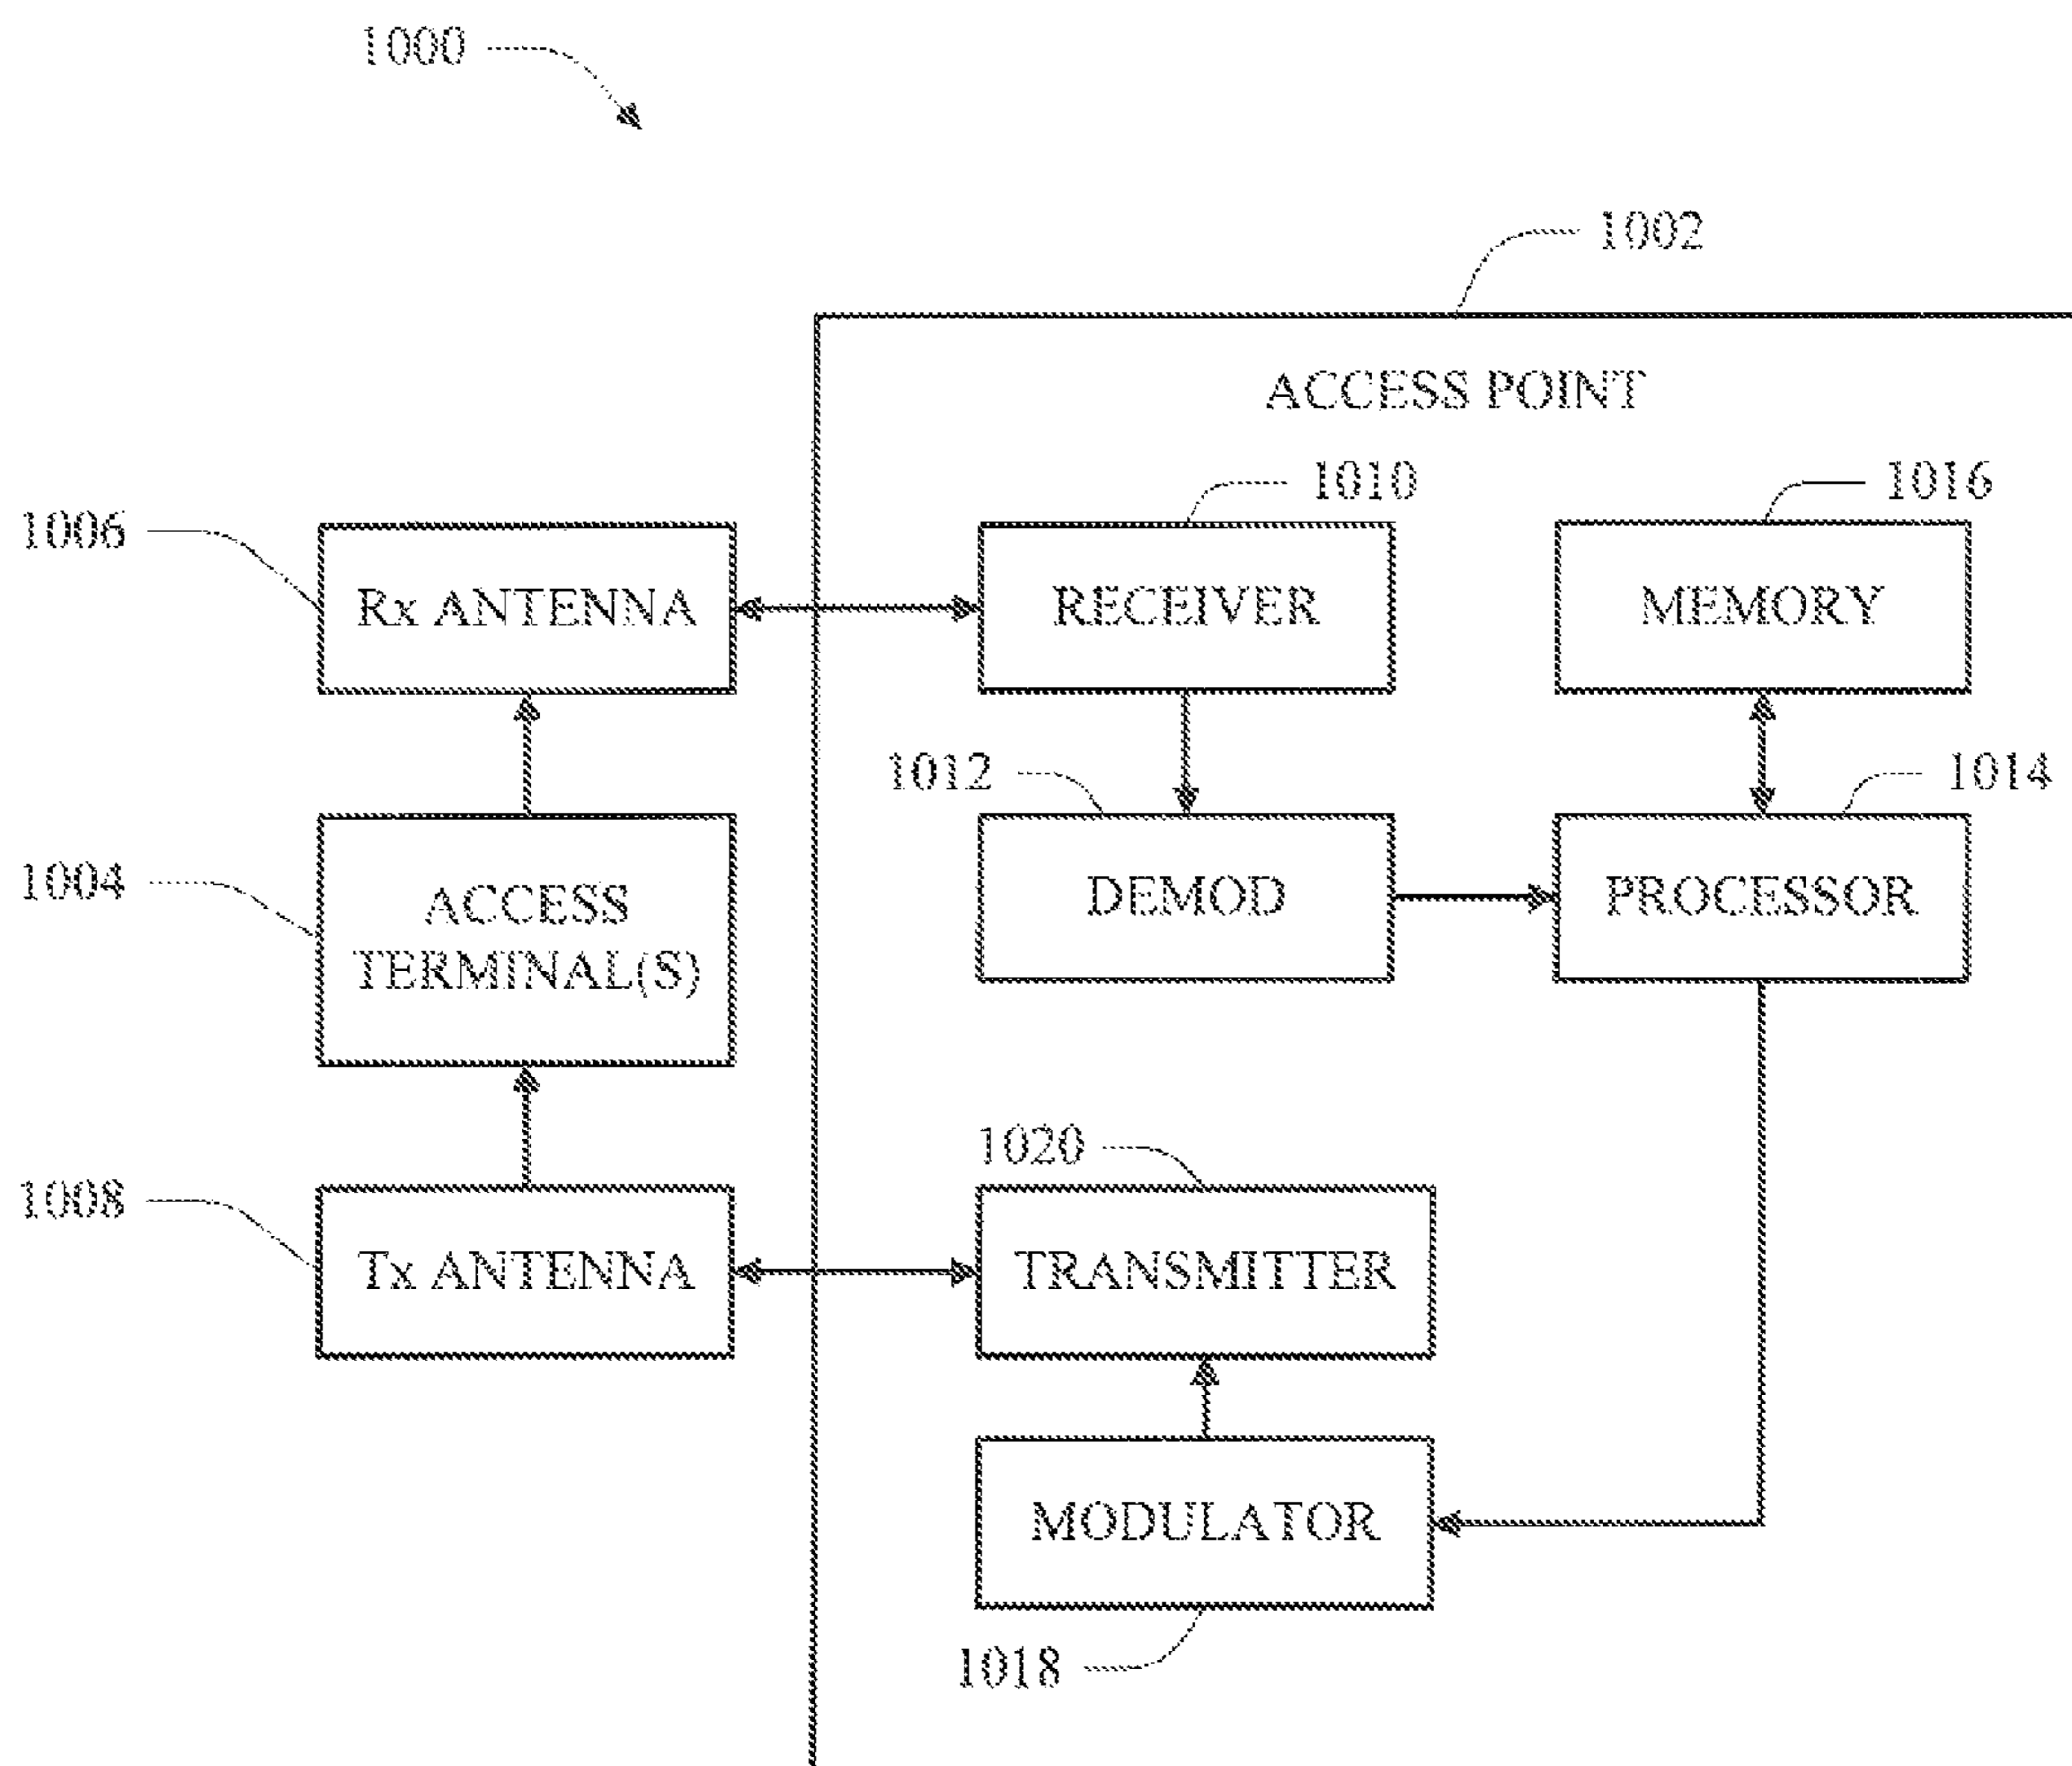 1000
1002
ACCESS POINT
1010
1016
1006
Rx ANTENNA
RECEIVER
MEMORY
1012
1014
1004
ACCESS
TERMINAL(S)
DEMOD
PROCESSOR
1020
1008
Tx ANTENNA
TRANSMITTER
MODULATOR
1018